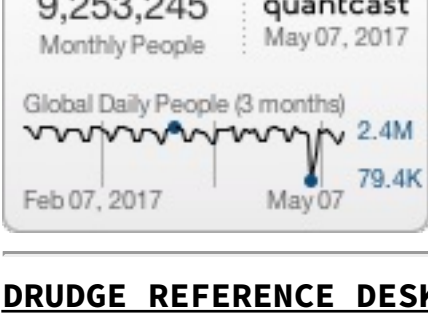 9,253,245
Monthly People
quantcast
May 07, 2017
Global Daily People (3 months)
2.4M
79.4K
Feb 07, 2017
May 07
DRUDGE REFERENCE DESK